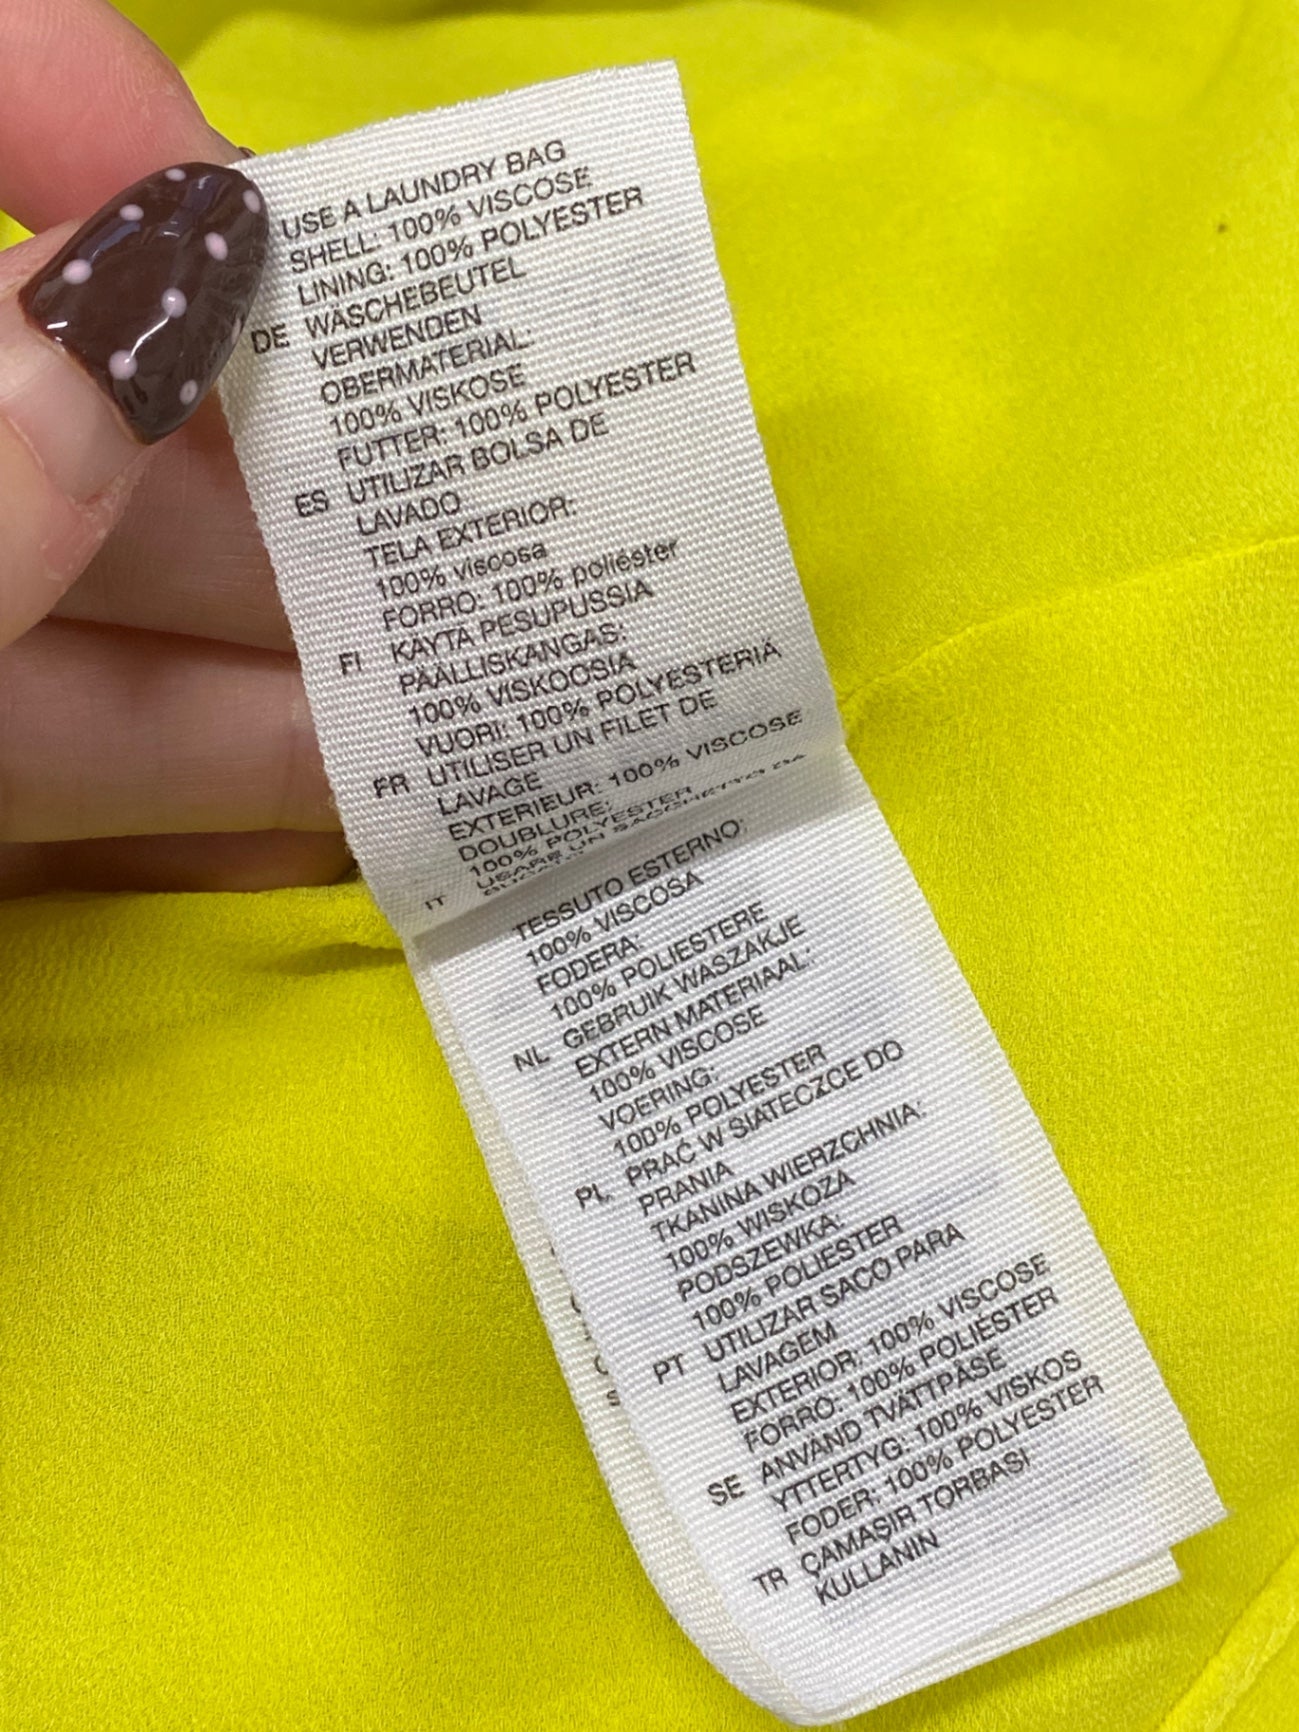 USE A LAUNDRY BAG
SHELL: 100% VISCOSE
LINING: 100% POLYESTER
DE WÄSCHEBEUTEL
VERWENDEN
OBERMATERIAL:
100% VISKOSE
FUTTER: 100% POLYESTER
ES UTILIZAR BOLSA DE
LAVADO
TELA EXTERIOR:
100% viscosa
FORRO: 100% poliéster
FI KÄYTÄ PESUPUSSIA
PÄÄLLISKANGAS:
100% VISKOOSIA
VUORI: 100% POLYESTERIÄ
FR UTILISER UN FILET DE
LAVAGE
EXTERIEUR: 100% VISCOSE
DOUBLURE:
100% POLYESTER
IT USARE UN SACCHETTO DA
TESSUTO ESTERNO:
100% VISCOSA
FODERA:
100% POLIESTERE
NL GEBRUIK WASZAKJE
EXTERN MATERIAAL:
100% VISCOSE
VOERING:
100% POLYESTER
PL PRAĆ W SIATECZCE DO
PRANIA
TKANINA WIERZCHNIA:
100% WISKOZA
PODSZEWKA:
100% POLIESTER
PT UTILIZAR SACO PARA
LAVAGEM
EXTERIOR: 100% VISCOSE
FORRO: 100% POLIÉSTER
SE ANVÄND TVÄTTPÅSE
YTTERTYG: 100% VISKOS
FODER: 100% POLYESTER
TR ÇAMAŞIR TORBASI
KULLANIN